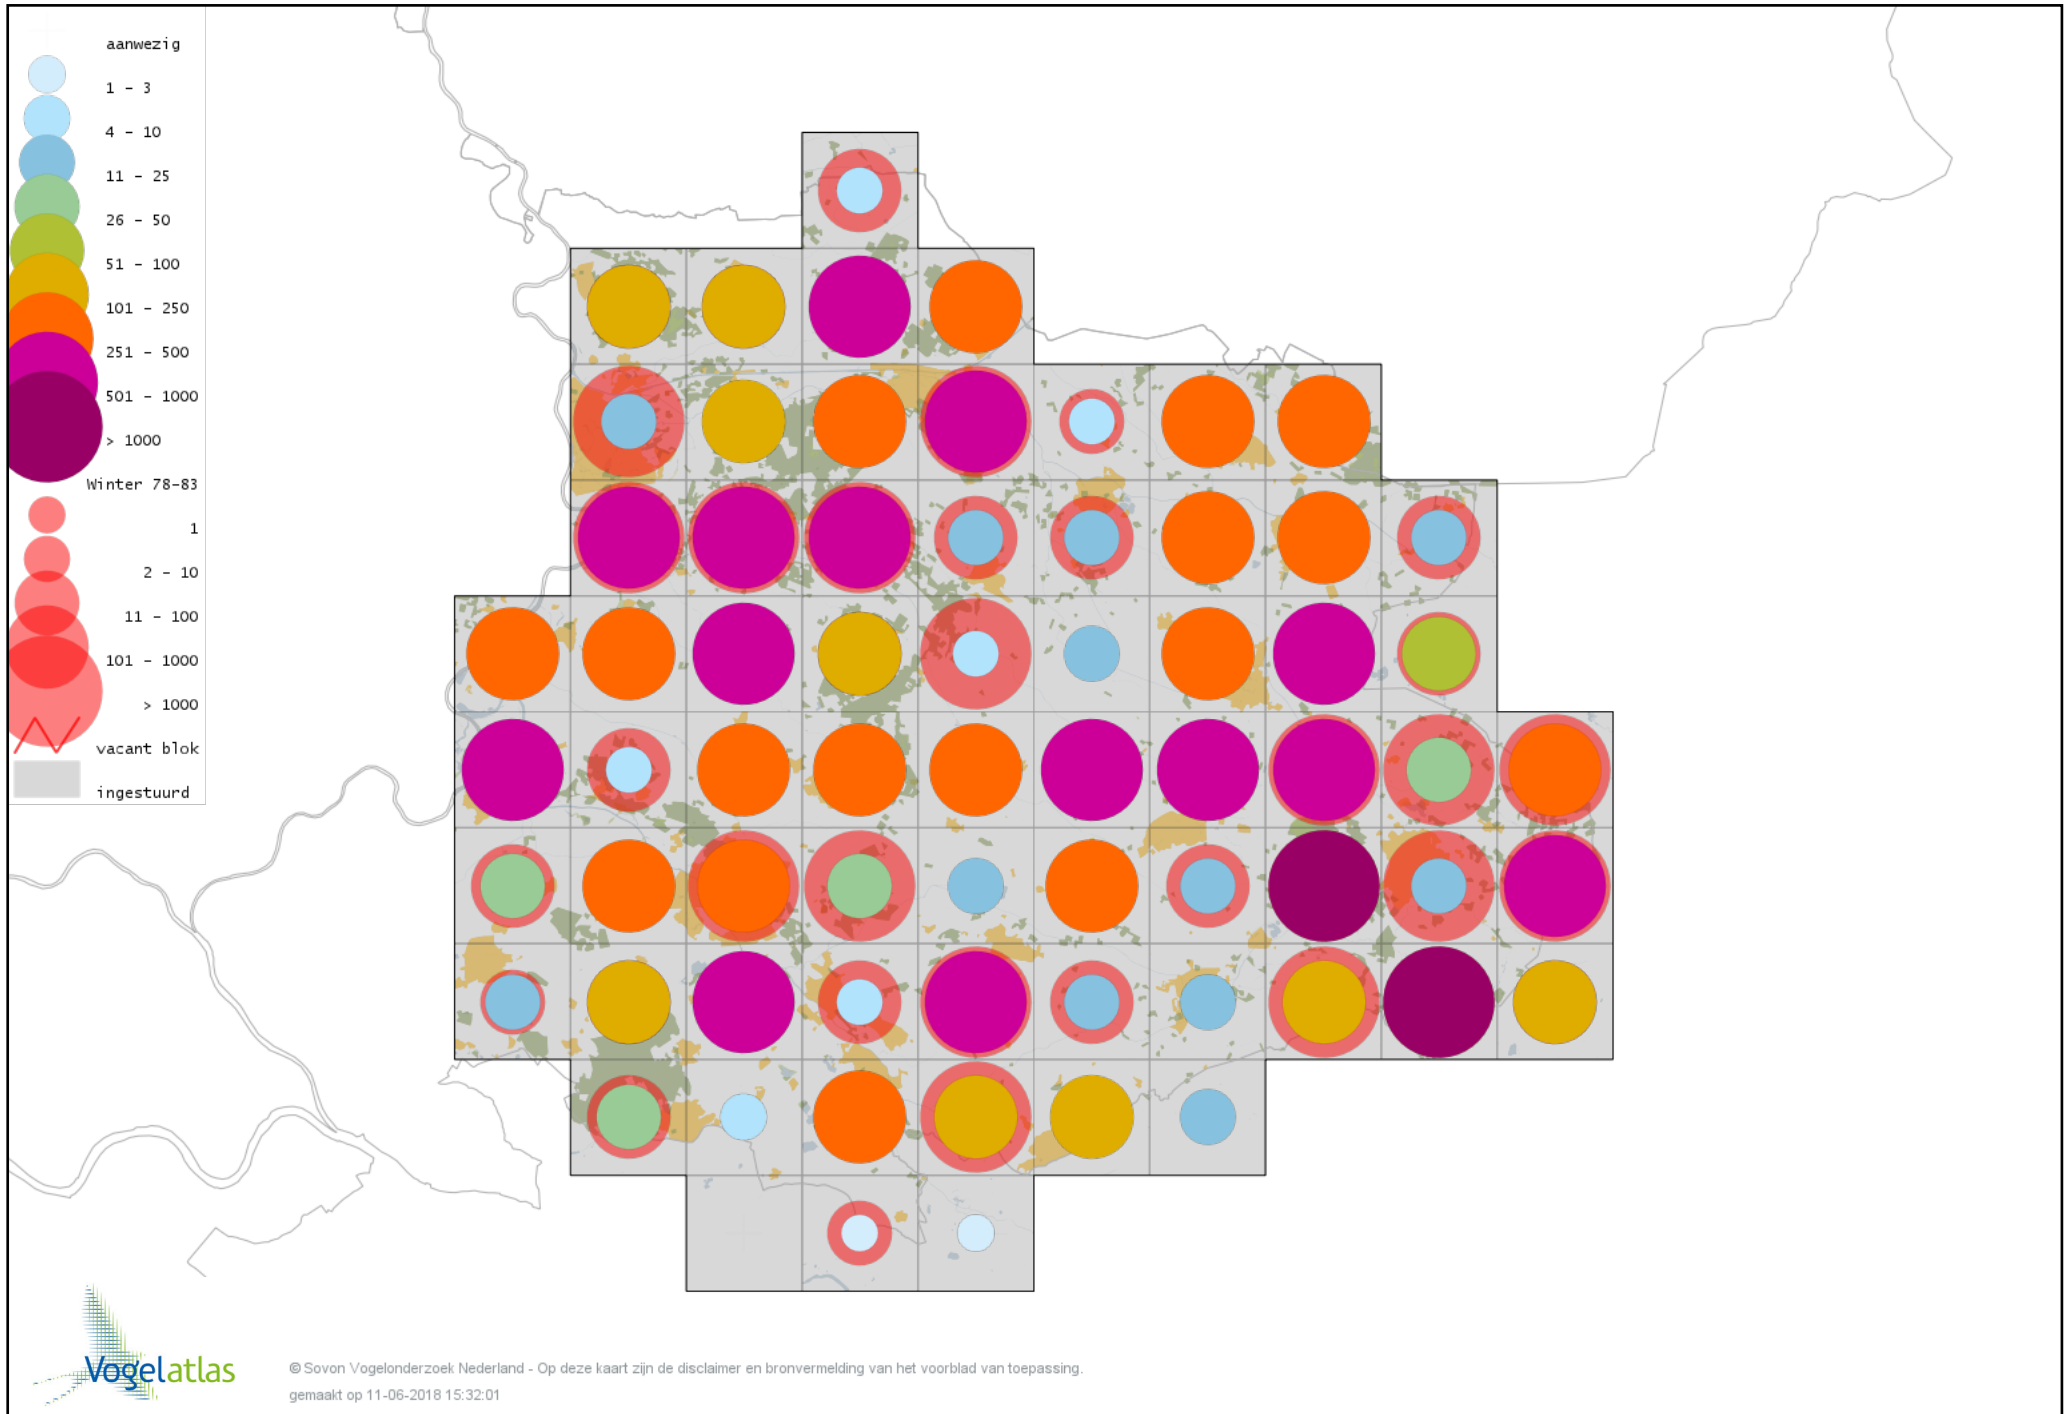 aanwezig
1 – 3
4 – 10
11 – 25
26 – 50
51 – 100
101 – 250
251 – 500
501 – 1000
> 1000
Winter 78-83
1
2 – 10
11 – 100
101 – 1000
> 1000
vacant blok
ingestuurd
Vogelatlas
© Sovon Vogelonderzoek Nederland - Op deze kaart zijn de disclaimer en bronvermelding van het voorblad van toepassing.
gemaakt op 11-06-2018 15:32:01